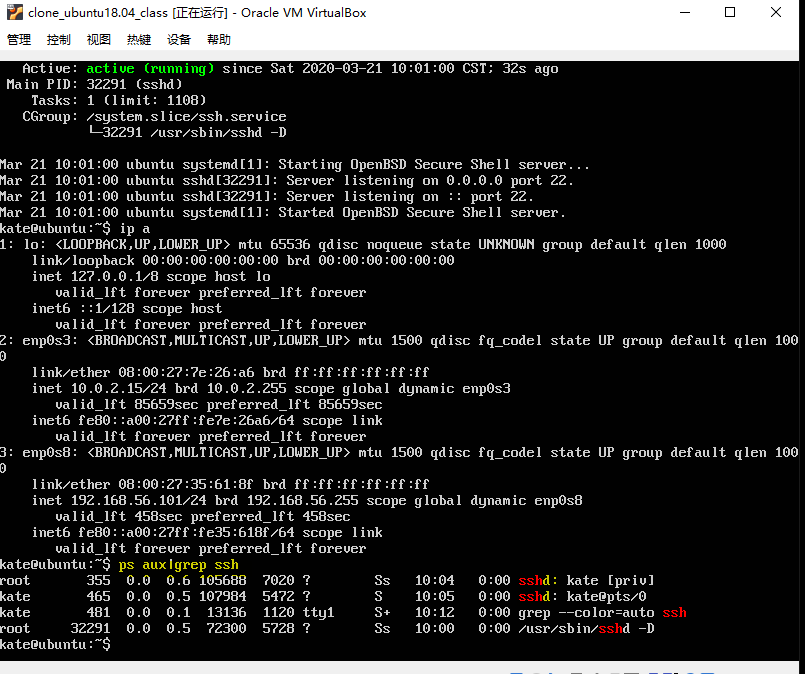 clone_ubuntu18.04_class [正在运行] - Oracle VM VirtualBox
管理 控制 视图 热键 设备 帮助
Active: active (running) since Sat 2020-03-21 10:01:00 CST; 32s ago
Main PID: 32291 (sshd)
Tasks: 1 (limit: 1108)
CGroup: /system.slice/ssh.service
└─32291 /usr/sbin/sshd -D
Mar 21 10:01:00 ubuntu systemd[1]: Starting OpenBSD Secure Shell server...
Mar 21 10:01:00 ubuntu sshd[32291]: Server listening on 0.0.0.0 port 22.
Mar 21 10:01:00 ubuntu sshd[32291]: Server listening on :: port 22.
Mar 21 10:01:00 ubuntu systemd[1]: Started OpenBSD Secure Shell server.
kate@ubuntu:~$ ip a
1: lo: <LOOPBACK,UP,LOWER_UP> mtu 65536 qdisc noqueue state UNKNOWN group default qlen 1000
link/loopback 00:00:00:00:00:00 brd 00:00:00:00:00:00
inet 127.0.0.1/8 scope host lo
valid_lft forever preferred_lft forever
inet6 ::1/128 scope host
valid_lft forever preferred_lft forever
2: enp0s3: <BROADCAST,MULTICAST,UP,LOWER_UP> mtu 1500 qdisc fq_codel state UP group default qlen 100
0
link/ether 08:00:27:7e:26:a6 brd ff:ff:ff:ff:ff:ff
inet 10.0.2.15/24 brd 10.0.2.255 scope global dynamic enp0s3
valid_lft 85659sec preferred_lft 85659sec
inet6 fe80::a00:27ff:fe7e:26a6/64 scope link
valid_lft forever preferred_lft forever
3: enp0s8: <BROADCAST,MULTICAST,UP,LOWER_UP> mtu 1500 qdisc fq_codel state UP group default qlen 100
0
link/ether 08:00:27:35:61:8f brd ff:ff:ff:ff:ff:ff
inet 192.168.56.101/24 brd 192.168.56.255 scope global dynamic enp0s8
valid_lft 458sec preferred_lft 458sec
inet6 fe80::a00:27ff:fe35:618f/64 scope link
valid_lft forever preferred_lft forever
kate@ubuntu:~$ ps aux|grep ssh
root 355 0.0 0.6 105688 7020 ? Ss 10:04 0:00 sshd: kate [priv]
kate 465 0.0 0.5 107984 5472 ? S 10:05 0:00 sshd: kate@pts/0
kate 481 0.0 0.1 13136 1120 tty1 S+ 10:12 0:00 grep --color=auto ssh
root 32291 0.0 0.5 72300 5728 ? Ss 10:00 0:00 /usr/sbin/sshd -D
kate@ubuntu:~$